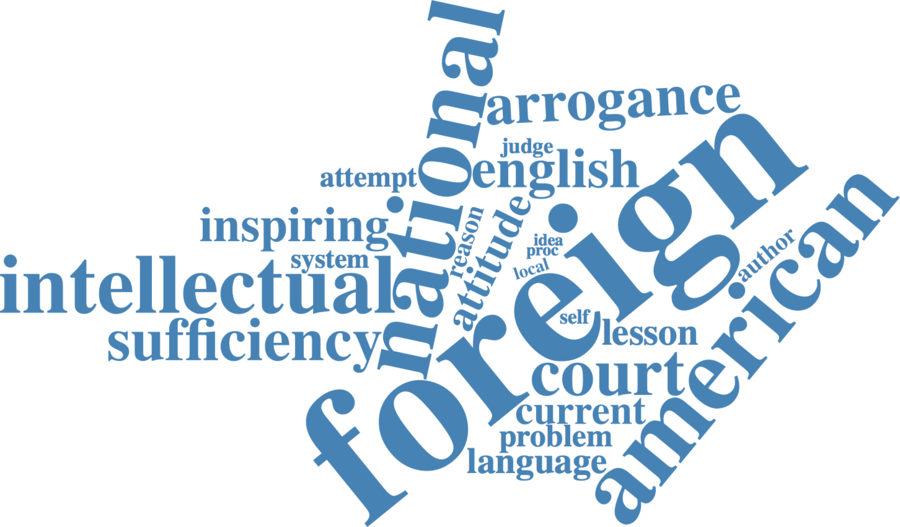 national
arrogance
judge
english
attempt
foreign
inspiring
reason
attitude
idea
proc
local
system
author
american
intellectual
self
lesson
sufficiency
court
current
problem
language